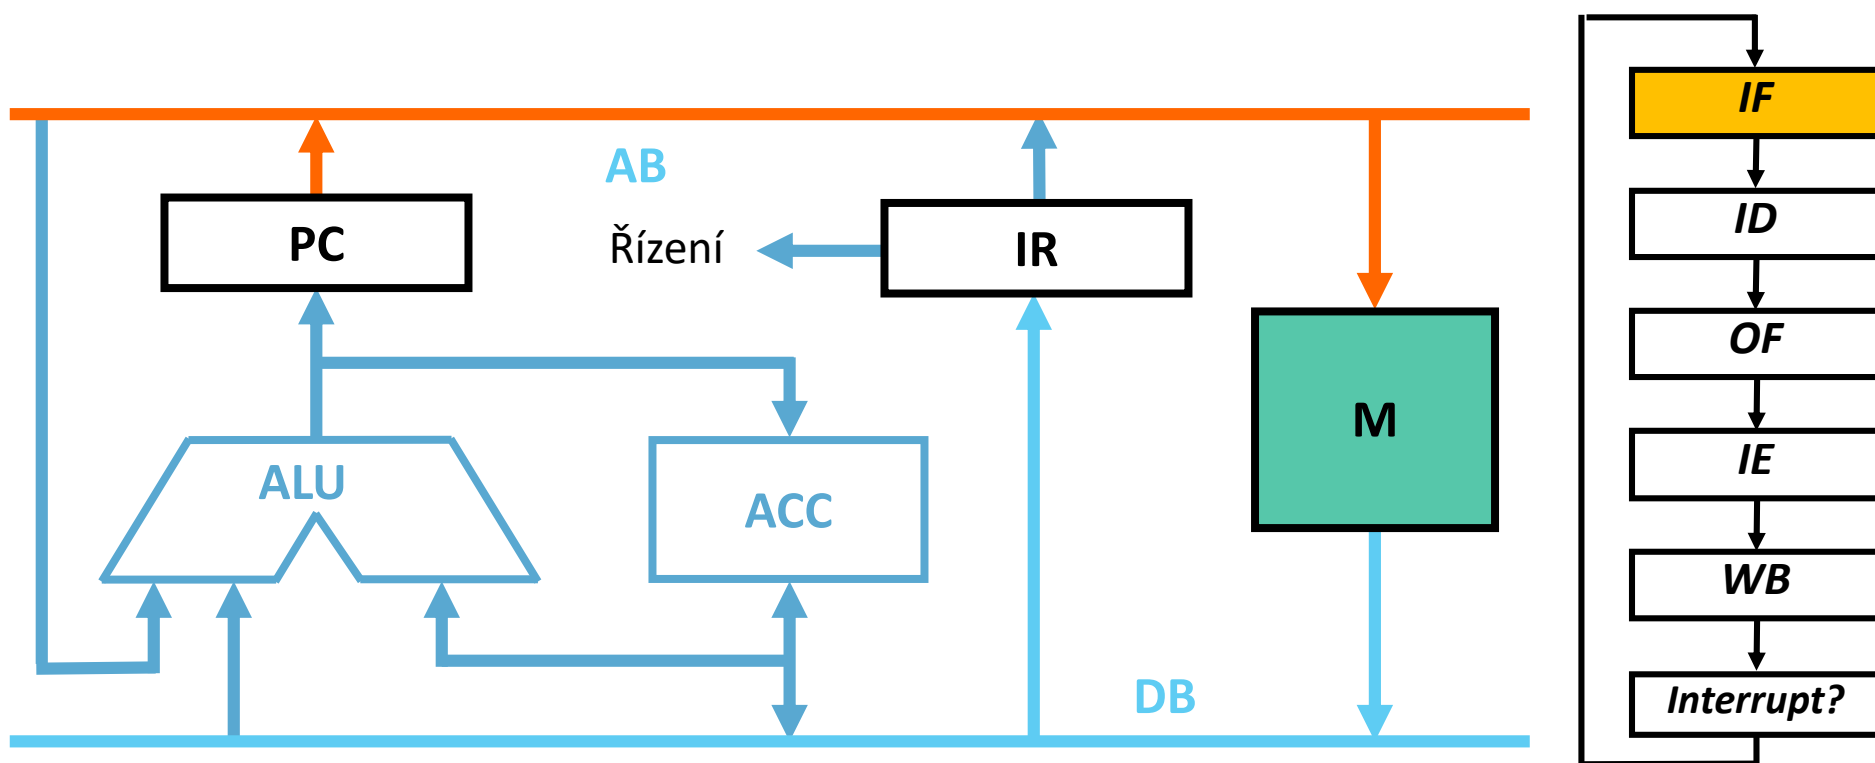 AB
PC
Řízení
IR
M
ALU
ACC
DB
IF
ID
OF
IE
WB
Interrupt?